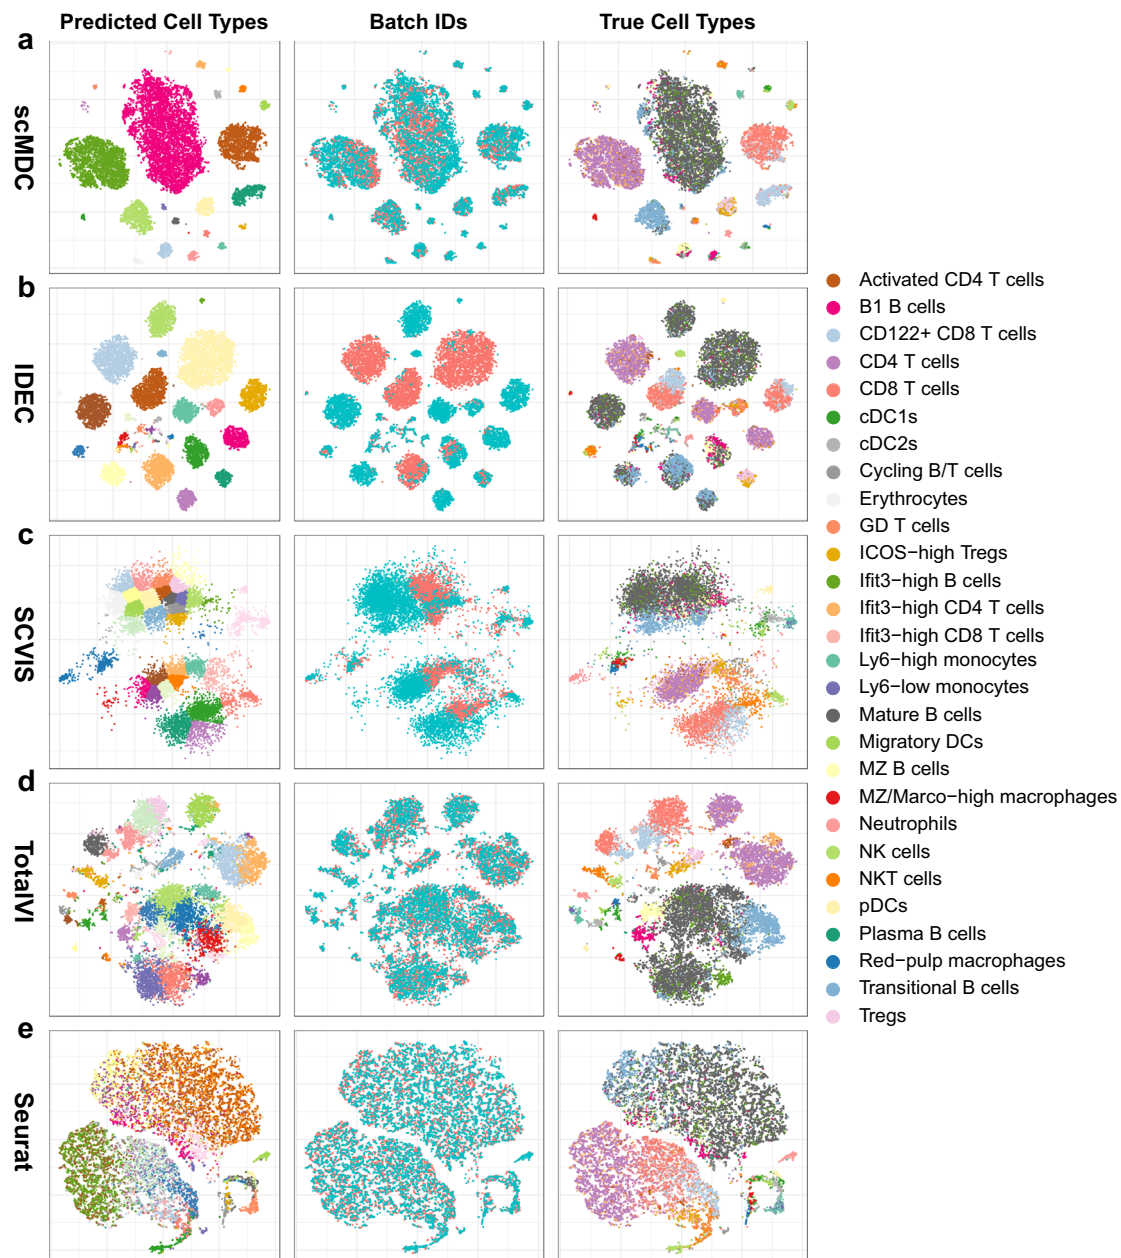 Predicted Cell Types
Batch IDs
True Cell Types
a
scMDC
b
IDEC
c
SCVIS
d
TotalVI
e
Seurat
Activated CD4 T cells
B1 B cells
CD122+ CD8 T cells
CD4 T cells
CD8 T cells
cDC1s
cDC2s
Cycling B/T cells
Erythrocytes
GD T cells
ICOS−high Tregs
Ifit3−high B cells
Ifit3−high CD4 T cells
Ifit3−high CD8 T cells
Ly6−high monocytes
Ly6−low monocytes
Mature B cells
Migratory DCs
MZ B cells
MZ/Marco−high macrophages
Neutrophils
NK cells
NKT cells
pDCs
Plasma B cells
Red−pulp macrophages
Transitional B cells
Tregs